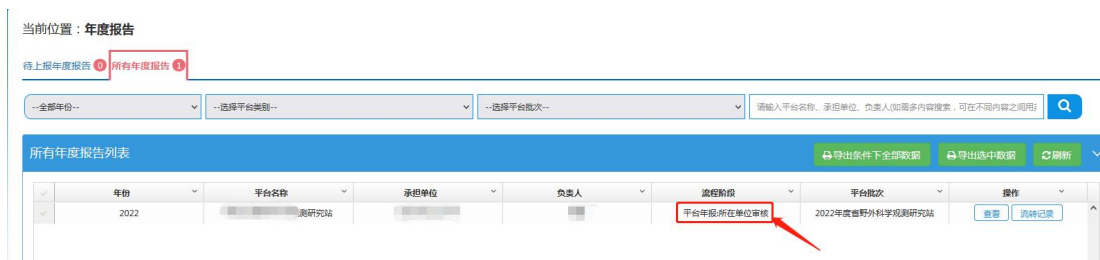 当前位置：年度报告
待上报年度报告 0 所有年度报告 1
--全部年份-- --选择平台类别-- --选择平台批次-- 请输入平台名称、承担单位、负责人(如需多内容搜索，可在不同内容之间用
所有年度报告列表 导出条件下全部数据 导出选中数据 刷新
年份 平台名称 承担单位 负责人 流程阶段 平台批次 操作
2022 测研究站 平台年报:所在单位审核 2022年度省野外科学观测研究站 查看 流转记录